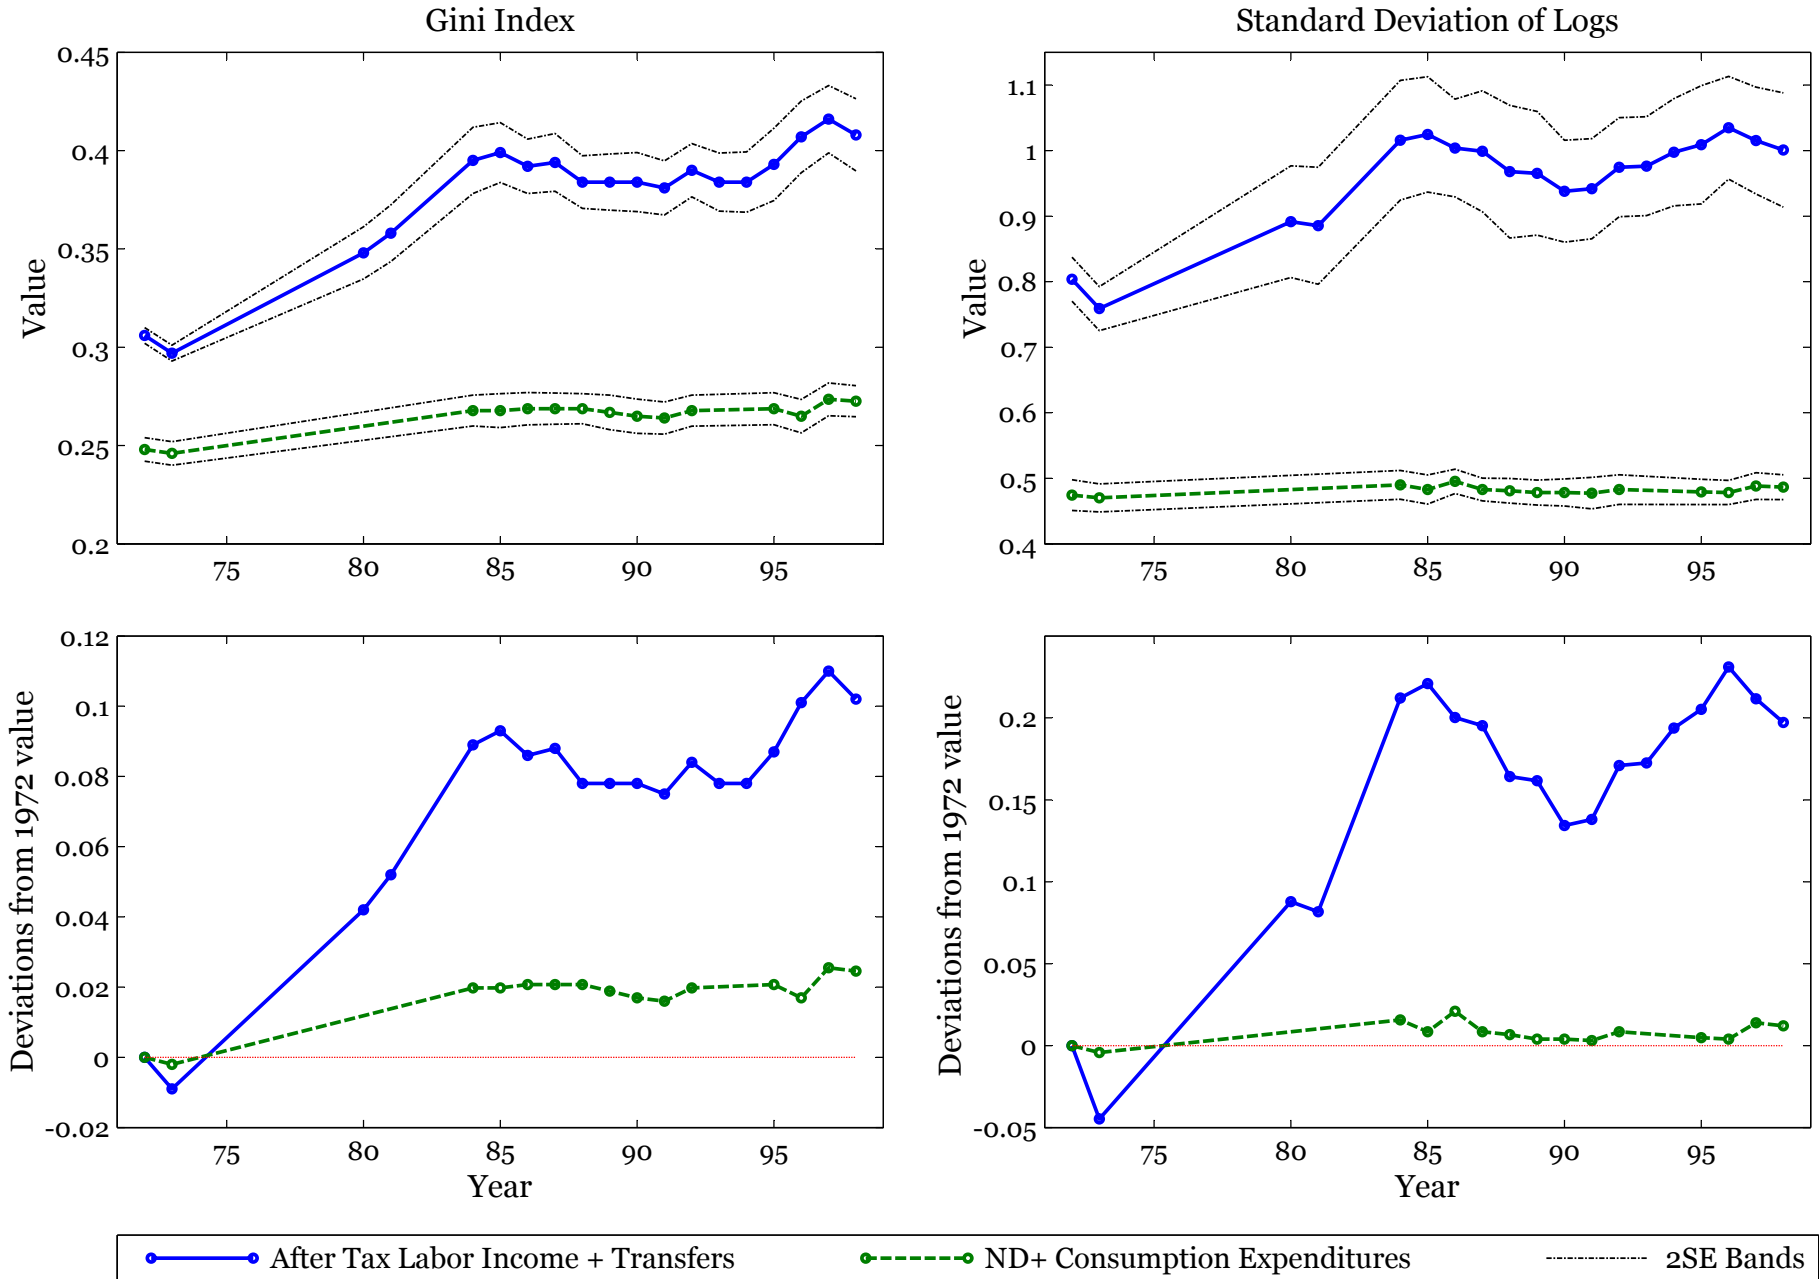 Gini Index
Standard Deviation of Logs
0.45
0.4
0.35
0.3
0.25
0.2
Value
75 80 85 90 95
1.1
1
0.9
0.8
0.7
0.6
0.5
0.4
Value
75 80 85 90 95
0.12
0.1
0.08
0.06
0.04
0.02
0
-0.02
Deviations from 1972 value
75 80 85 90 95
Year
0.2
0.15
0.1
0.05
0
-0.05
Deviations from 1972 value
75 80 85 90 95
Year
After Tax Labor Income + Transfers
ND+ Consumption Expenditures
2SE Bands